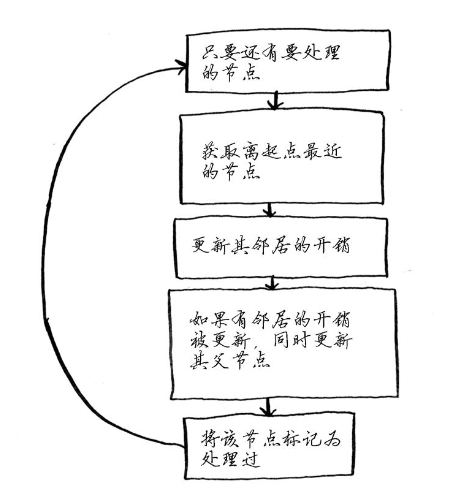 只要还有要处理
的节点
获取离起点最近
的节点
更新其邻居的开销
如果有邻居的开销
被更新，同时更新
其父节点
将该节点标记为
处理过